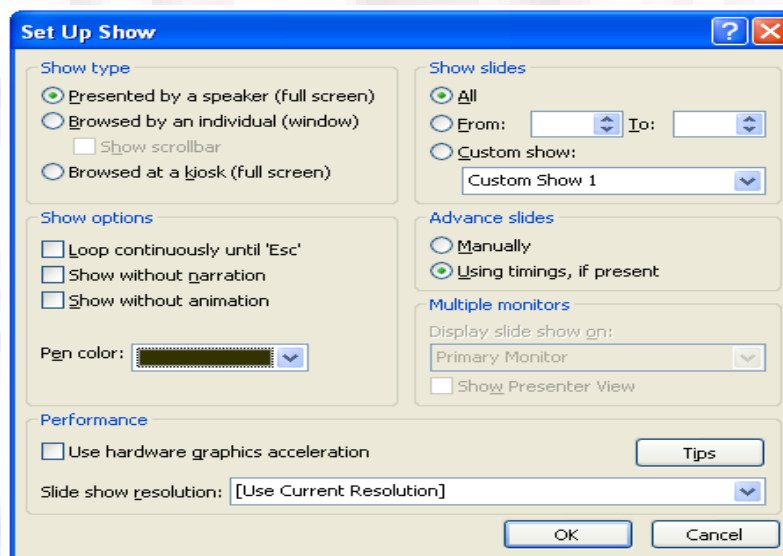 Set Up Show
Show type
Presented by a speaker (full screen)
Browsed by an individual (window)
Show scrollbar
Browsed at a kiosk (full screen)
Show slides
All
From: To:
Custom show:
Custom Show 1
Show options
Loop continuously until 'Esc'
Show without narration
Show without animation
Pen color:
Advance slides
Manually
Using timings, if present
Multiple monitors
Display slide show on:
Primary Monitor
Show Presenter View
Performance
Use hardware graphics acceleration
Tips
Slide show resolution: [Use Current Resolution]
OK Cancel